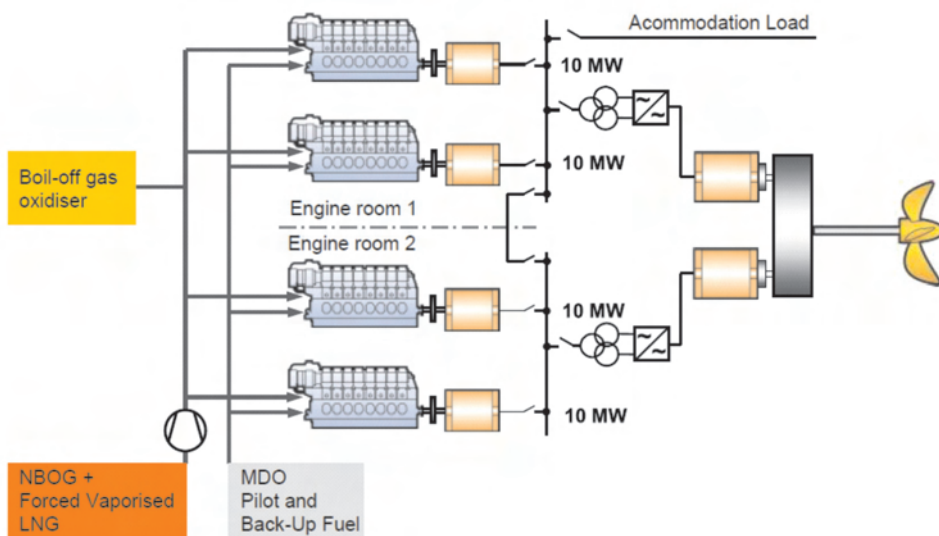 Acommodation Load
10 MW
10 MW
Boil-off gas
oxidiser
Engine room 1
Engine room 2
10 MW
10 MW
NBOG +
Forced Vaporised
LNG
MDO
Pilot and
Back-Up Fuel